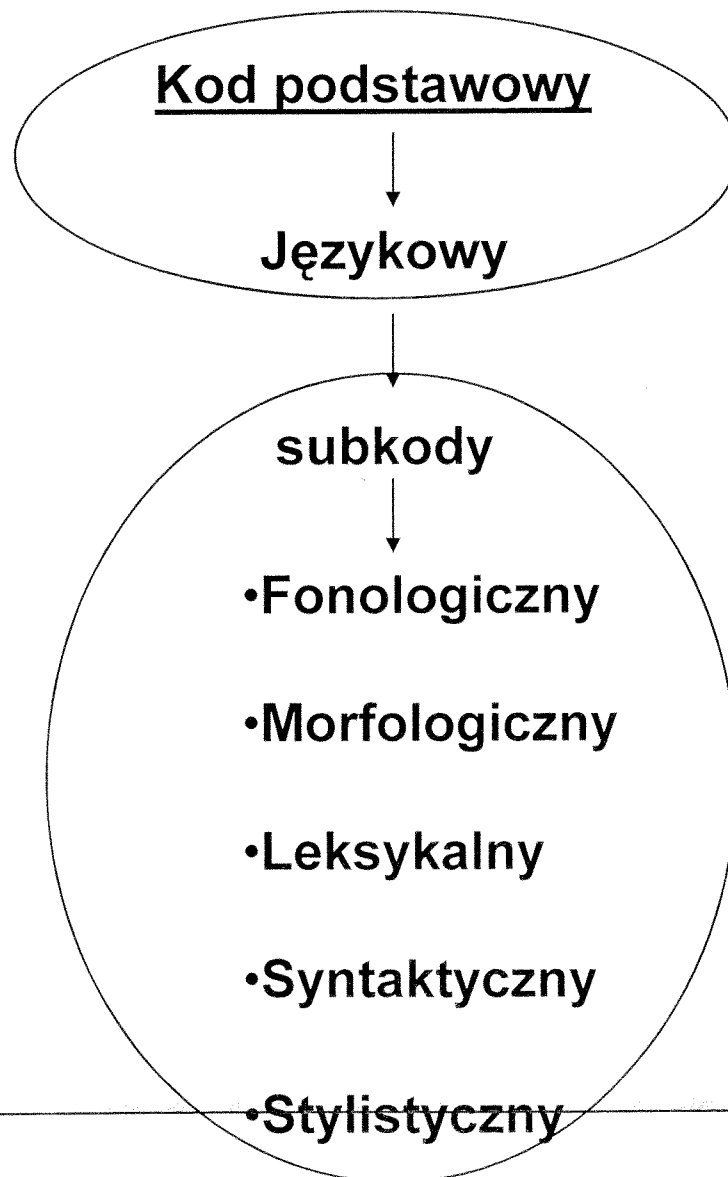 Kod podstawowy
Językowy
subkody
•Fonologiczny
•Morfologiczny
•Leksykalny
•Syntaktyczny
•Stylistyczny